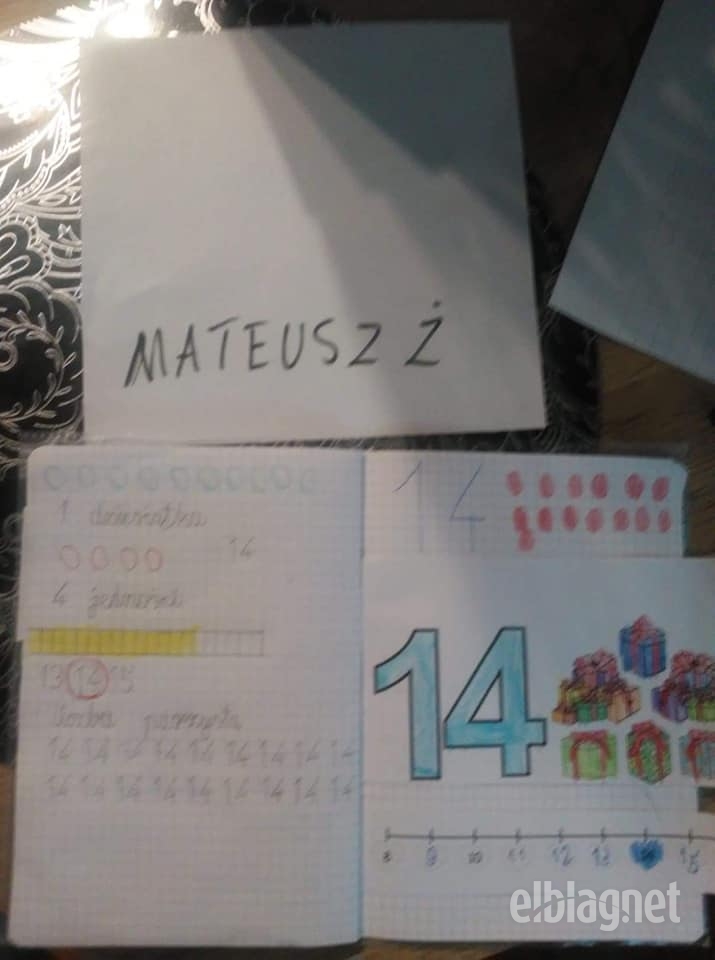 MATEUSZ Ż
1 dziesiątka
14
4 jedności
13 14 15
liczba parzysta
14 14 14 14 14 14 14 14 14
14 14 14 14 14 14 14 14 14
14
14
8 9 10 11 12 13 14 15
elblagnet